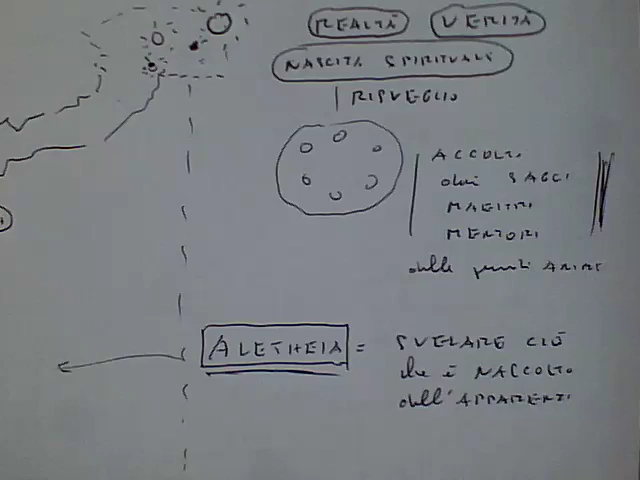 REALTÀ VERITÀ
NASCITA SPIRITUALE
RISVEGLIO
ACCOLTO
dai SAGGI
MAESTRI
MENTORI
delle grandi ANIME
ALETHEIA = SVELARE CIÒ
che è NASCOSTO
dall'APPARENTE